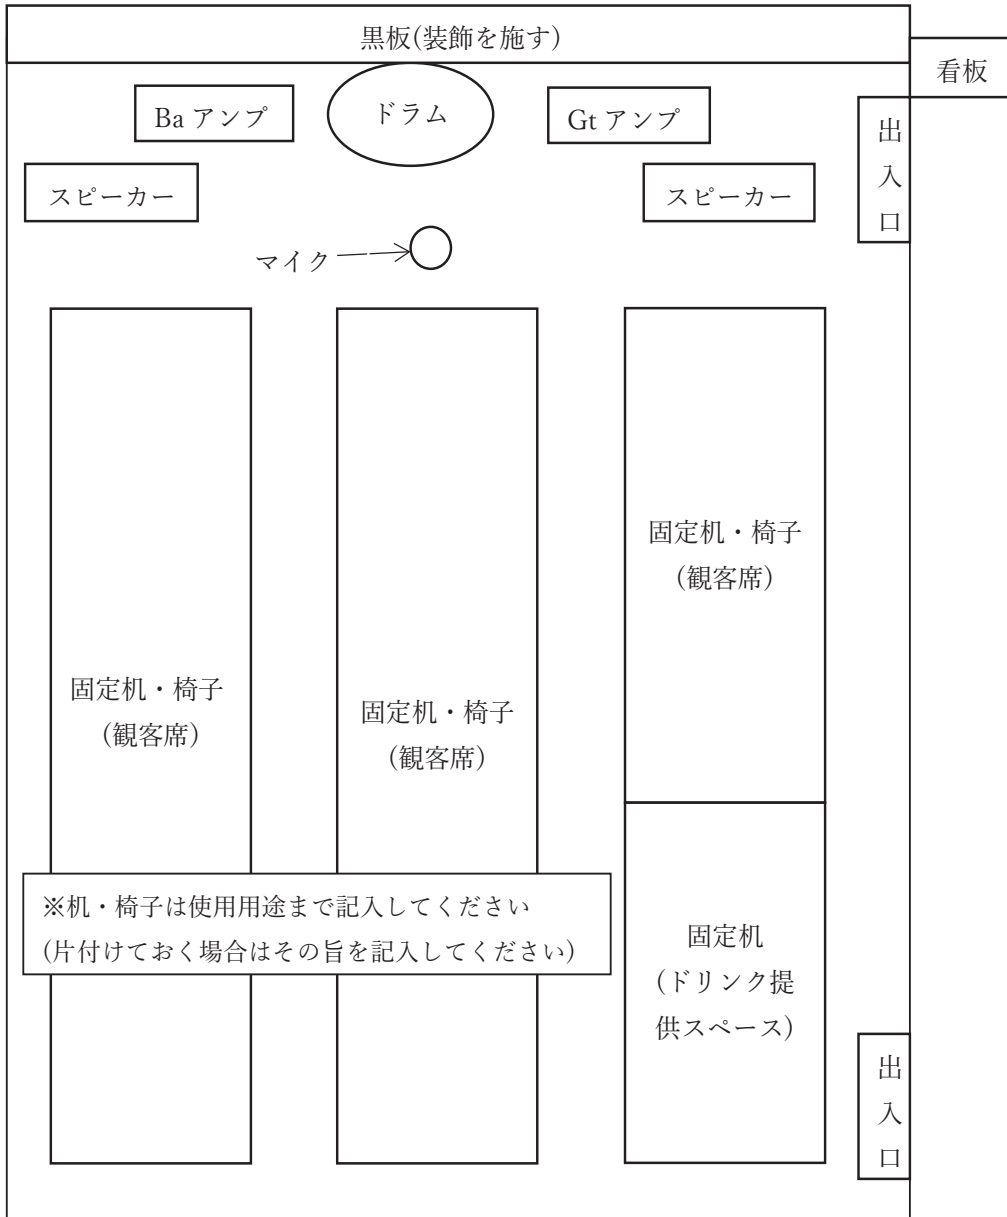 黒板(装飾を施す)
看板
Ba アンプ
ドラム
Gt アンプ
出
入
口
スピーカー
スピーカー
マイク
固定机・椅子
(観客席)
固定机・椅子
(観客席)
固定机・椅子
(観客席)
※机・椅子は使用用途まで記入してください
(片付けておく場合はその旨を記入してください)
固定机
(ドリンク提
供スペース)
出
入
口